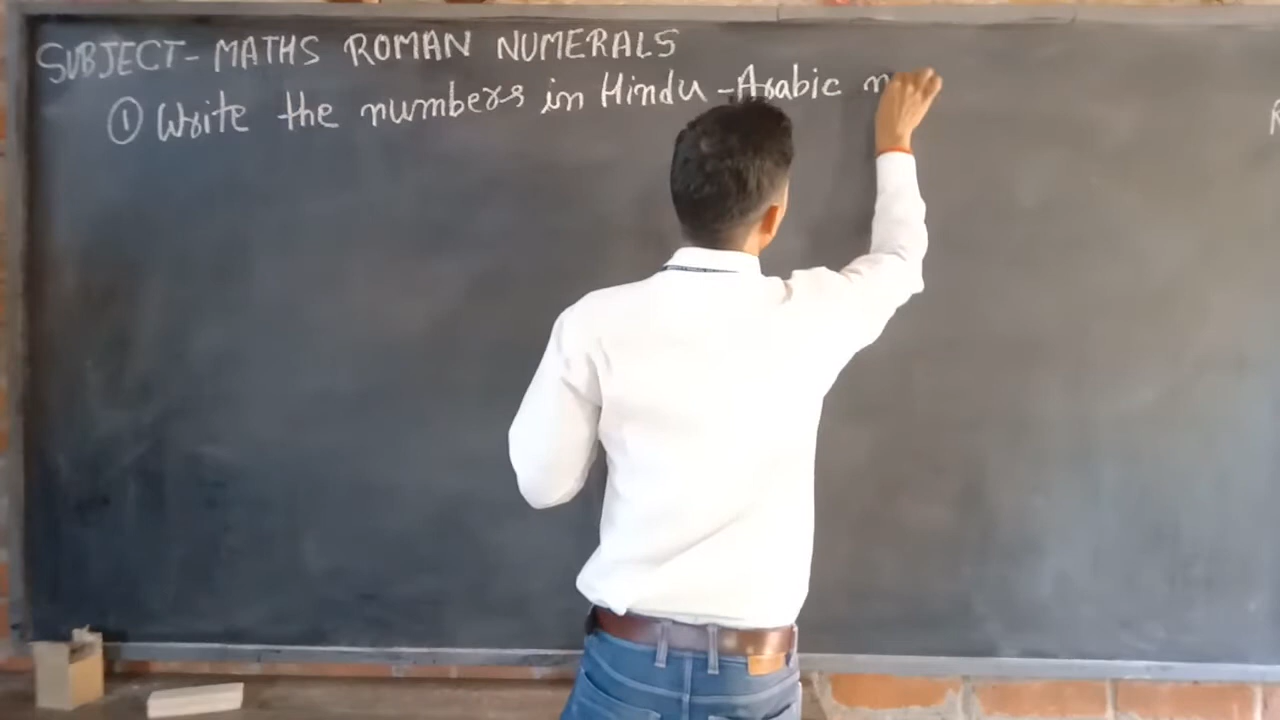 SUBJECT- MATHS ROMAN NUMERALS
① Write the numbers in Hindu-Arabic n
R